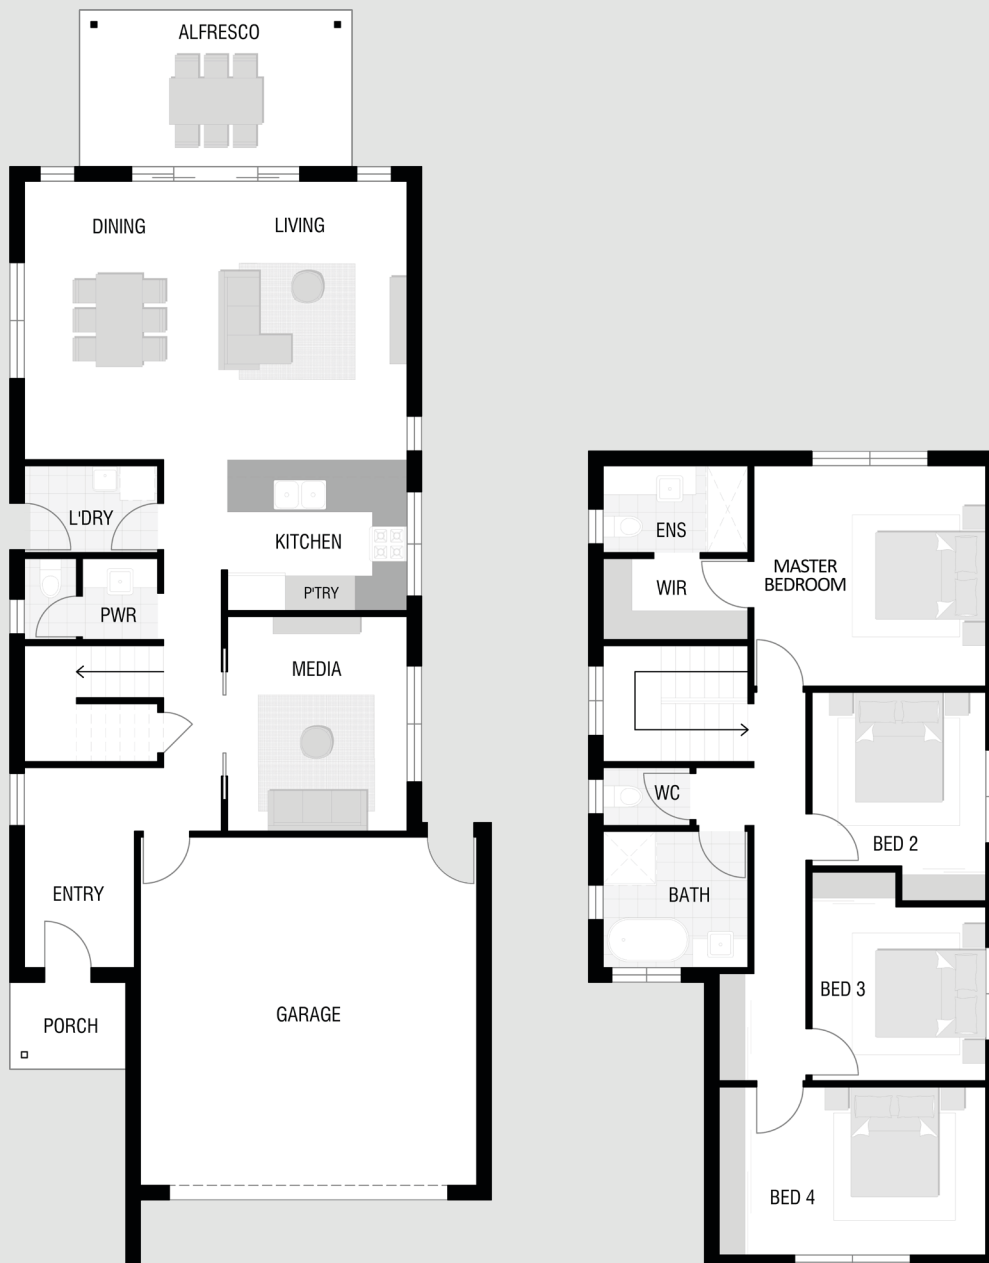 ALFRESCO
DINING
LIVING
L'DRY
KITCHEN
P'TRY
PWR
MEDIA
ENTRY
PORCH
GARAGE
ENS
WIR
MASTER
BEDROOM
WC
BED 2
BATH
BED 3
BED 4